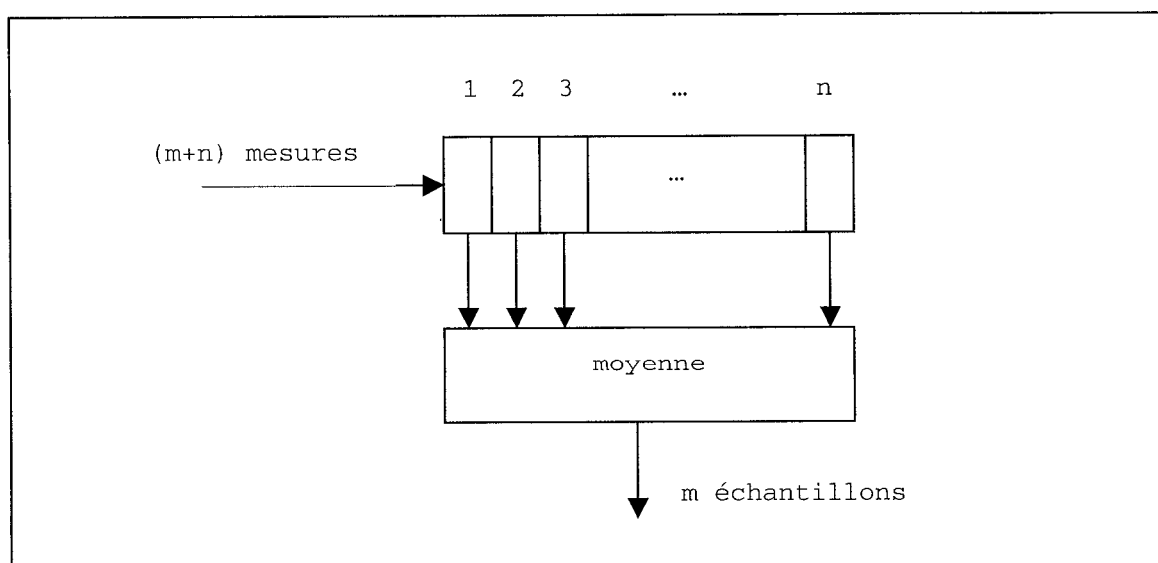 1 2 3 … n
(m+n) mesures
…
moyenne
m échantillons